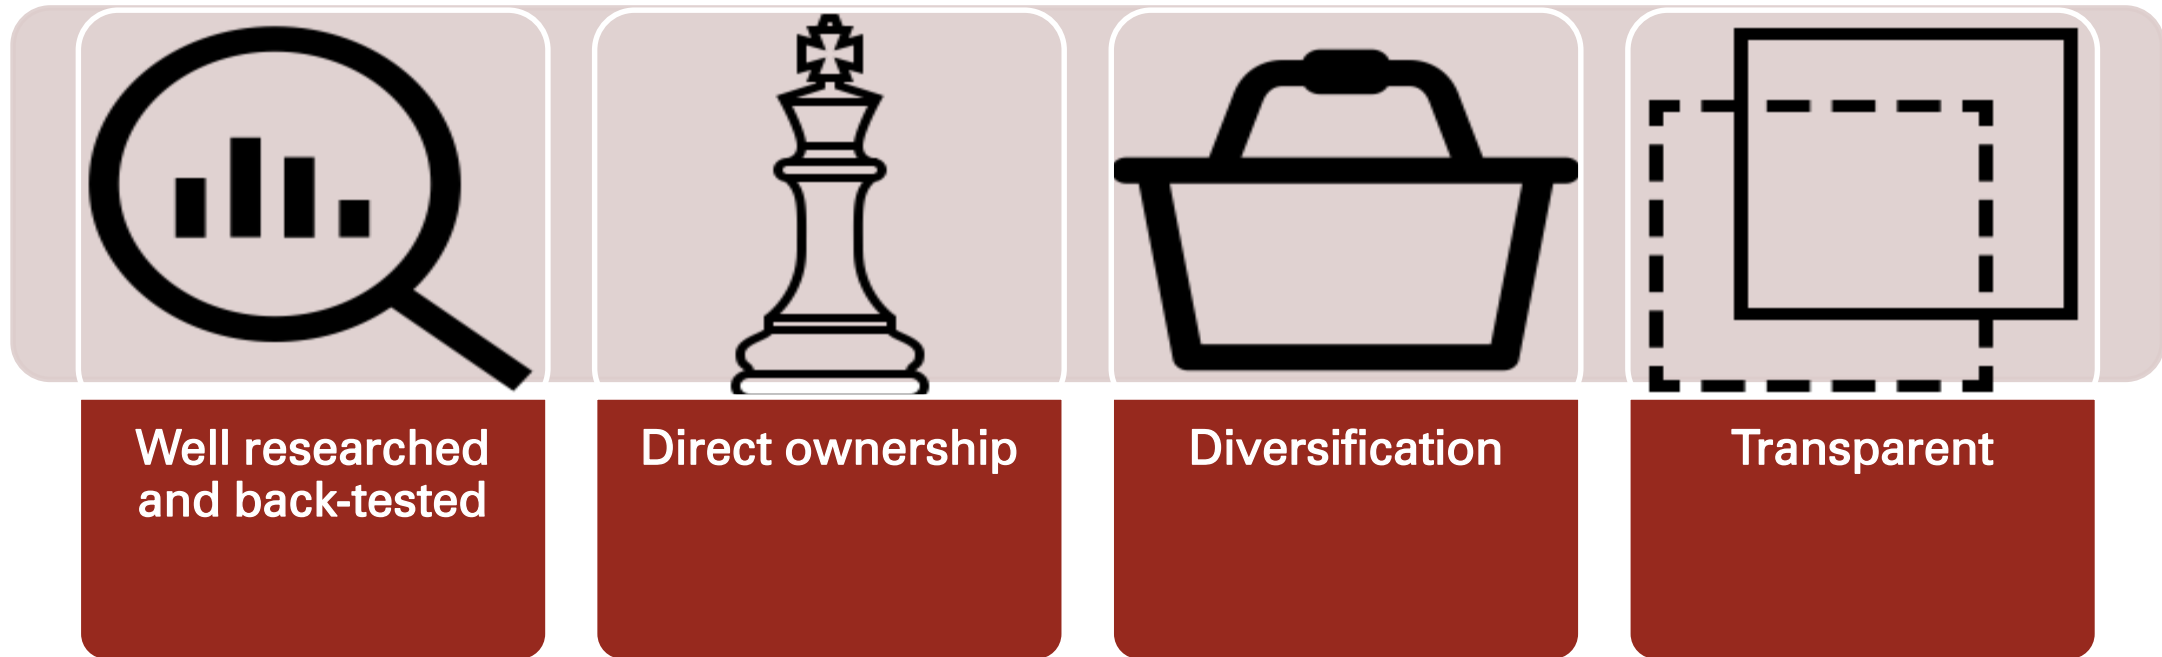 Well researched
and back-tested
Direct ownership
Diversification
Transparent